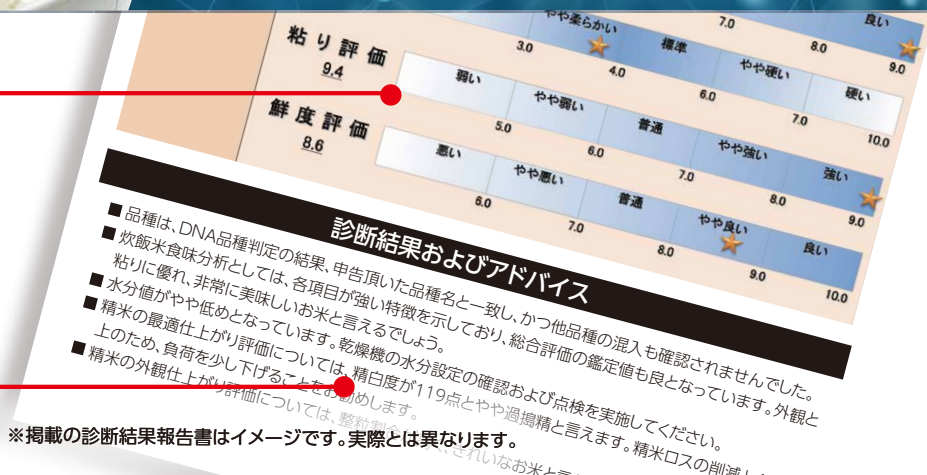 やや柔らかい 標準 やや硬い 硬い
良い
3.0 4.0 6.0 7.0 10.0
7.0 8.0 9.0
粘り評価
9.4
弱い やや弱い 普通 やや強い 強い
5.0 6.0 7.0 8.0 9.0
鮮度評価
8.6
悪い やや悪い 普通 やや良い 良い
6.0 7.0 8.0 9.0 10.0
診断結果およびアドバイス
■ 品種は、DNA品種判定の結果、申告頂いた品種名と一致し、かつ他品種の混入も確認されませんでした。
■ 炊飯米食味分析としては、各項目が強い特徴を示しており、総合評価の鑑定値も良となっています。外観と
粘りに優れ、非常に美味しいお米と言えるでしょう。
■ 水分値がやや低めとなっています。乾燥機の水分設定の確認および点検を実施してください。
■ 精米の最適仕上がり評価については、精白度が119点とやや過搗精と言えます。精米ロスの削減と
上のため、負荷を少し下げることをお勧めします。
■ 精米の外観仕上がり評価については、整粒割合 きれいなお米と言
※掲載の診断結果報告書はイメージです。実際とは異なります。